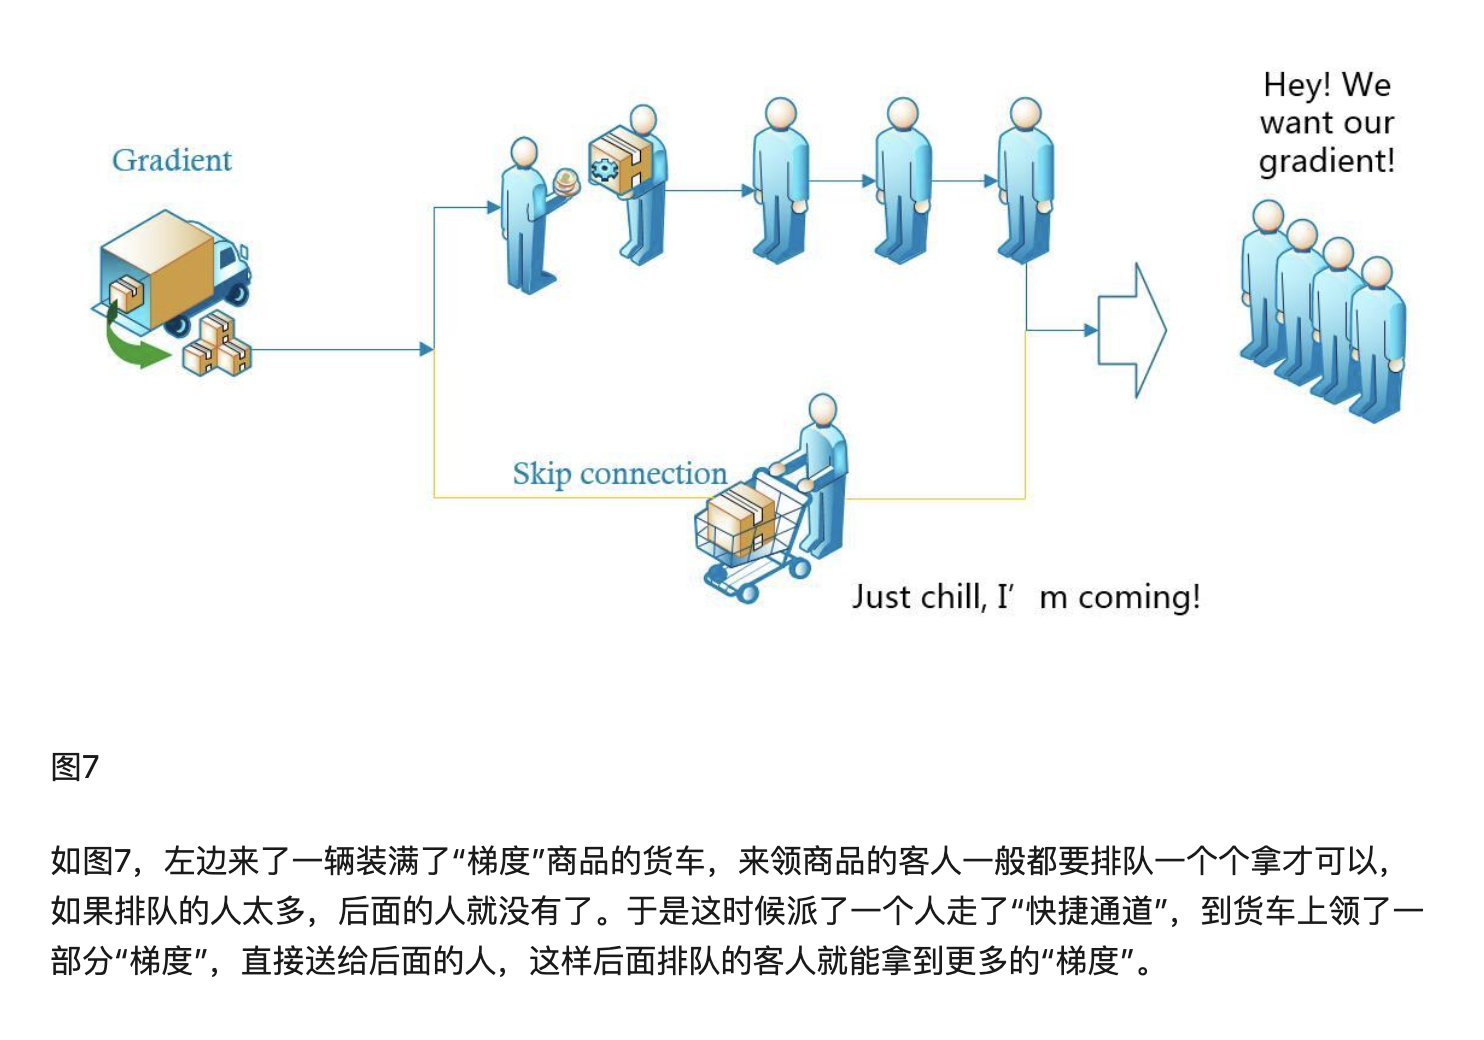 Hey! We
want our
gradient!
Gradient
Skip connection
Just chill, I’ m coming!
图7
如图7，左边来了一辆装满了“梯度”商品的货车，来领商品的客人一般都要排队一个个拿才可以，
如果排队的人太多，后面的人就没有了。于是这时候派了一个人走了“快捷通道”，到货车上领了一
部分“梯度”，直接送给后面的人，这样后面排队的客人就能拿到更多的“梯度”。